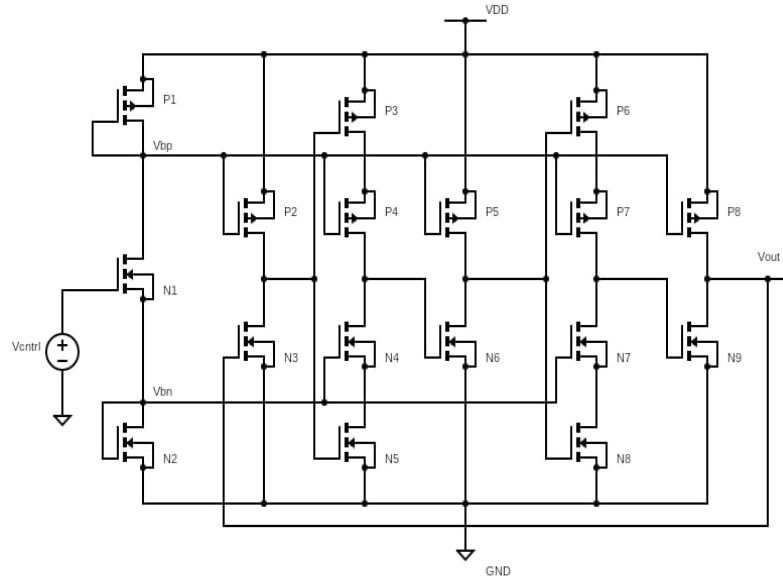 VDD
P1
P3
P6
Vbp
P2
P4
P5
P7
P8
Vout
N1
Vcntrl
N3
N4
N6
N7
N9
Vbn
N2
N5
N8
GND